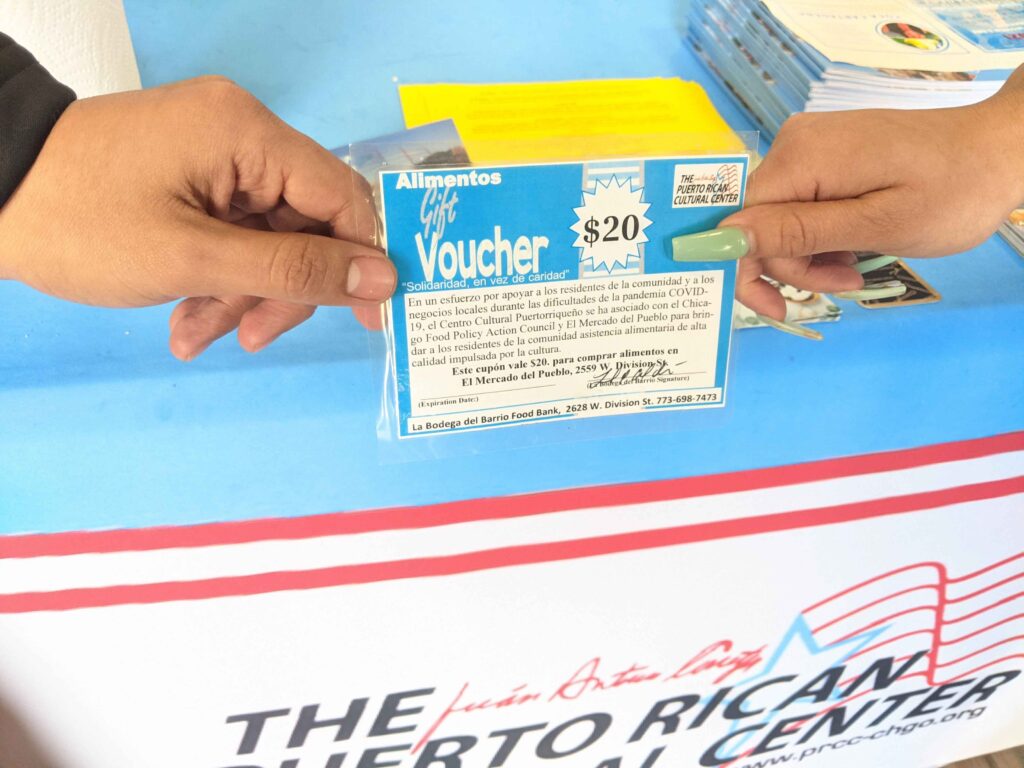 Alimentos
Gift
Voucher
"Solidaridad, en vez de caridad"
$20
THE
PUERTO RICAN
CULTURAL CENTER
En un esfuerzo por apoyar a los residentes de la comunidad y a los
negocios locales durante las dificultades de la pandemia COVID-
19, el Centro Cultural Puertorriqueño se ha asociado con el Chica-
go Food Policy Action Council y El Mercado del Pueblo para brin-
dar a los residentes de la comunidad asistencia alimentaria de alta
calidad impulsada por la cultura.
Este cupón vale $20. para comprar alimentos en
El Mercado del Pueblo, 2559 W. Division St.
(La Bodega del Barrio Signature)
(Expiration Date:)
La Bodega del Barrio Food Bank, 2628 W. Division St. 773-698-7473
THE Juán Antonio Corretjer
PUERTO RICAN
CENTER
www.prcc-chgo.org